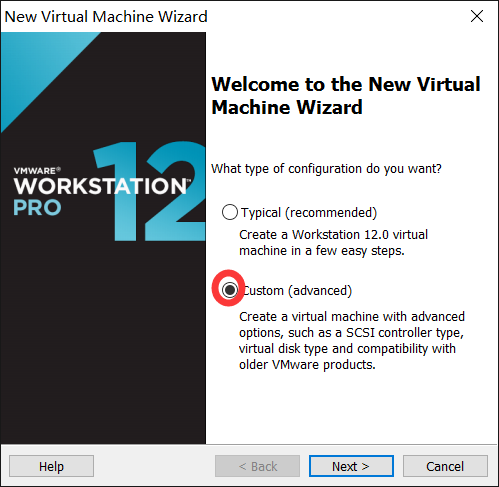 New Virtual Machine Wizard
VMWARE®
WORKSTATION™
PRO
12
Welcome to the New Virtual
Machine Wizard
What type of configuration do you want?
Typical (recommended)
Create a Workstation 12.0 virtual
machine in a few easy steps.
Custom (advanced)
Create a virtual machine with advanced
options, such as a SCSI controller type,
virtual disk type and compatibility with
older VMware products.
Help
< Back
Next >
Cancel